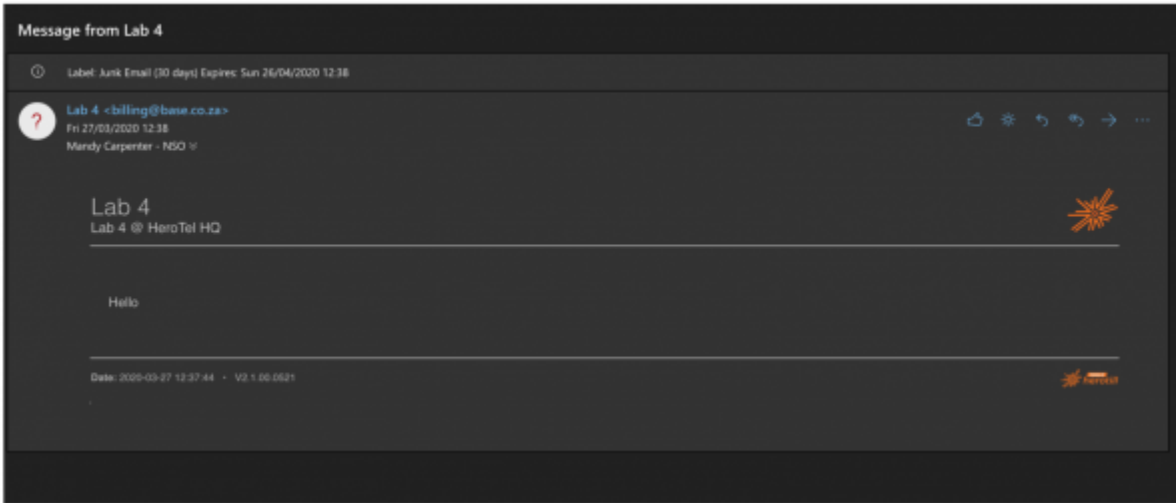 Message from Lab 4
Label: Junk Email (30 days) Expires: Sun 26/04/2020 12:38
Lab 4 <billing@base.co.za>
Fri 27/03/2020 12:38
Mandy Carpenter - NSO
?
Lab 4
Lab 4 @ HeroTel HQ
Hello
Date: 2020-03-27 12:37:44 • V2.1.00.0521
herotel